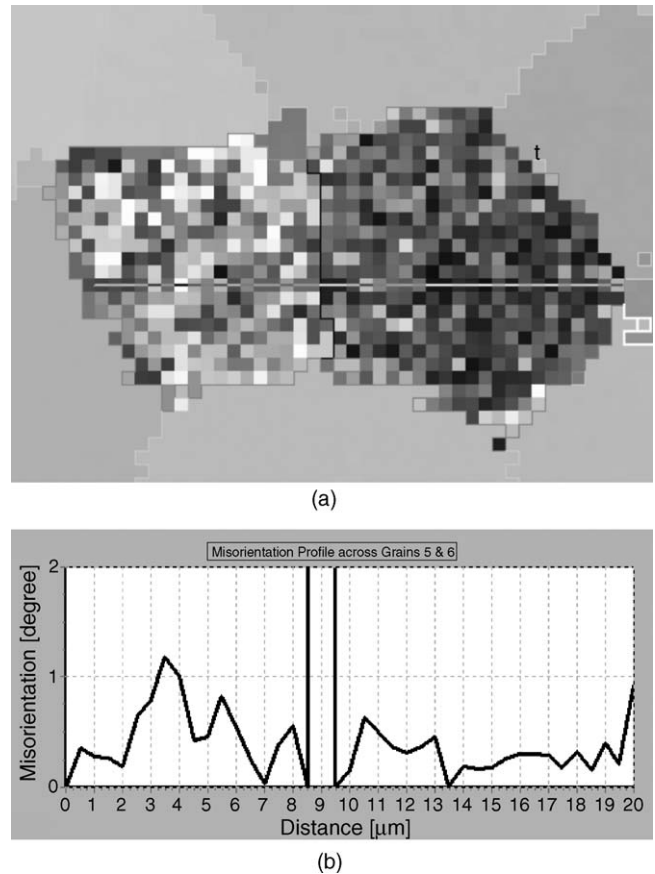 t
(a)
Misorientation Profile across Grains 5 & 6
Misorientation [degree]
2
1
0
0 1 2 3 4 5 6 7 8 9 10 11 12 13 14 15 16 17 18 19 20
Distance [μm]
(b)